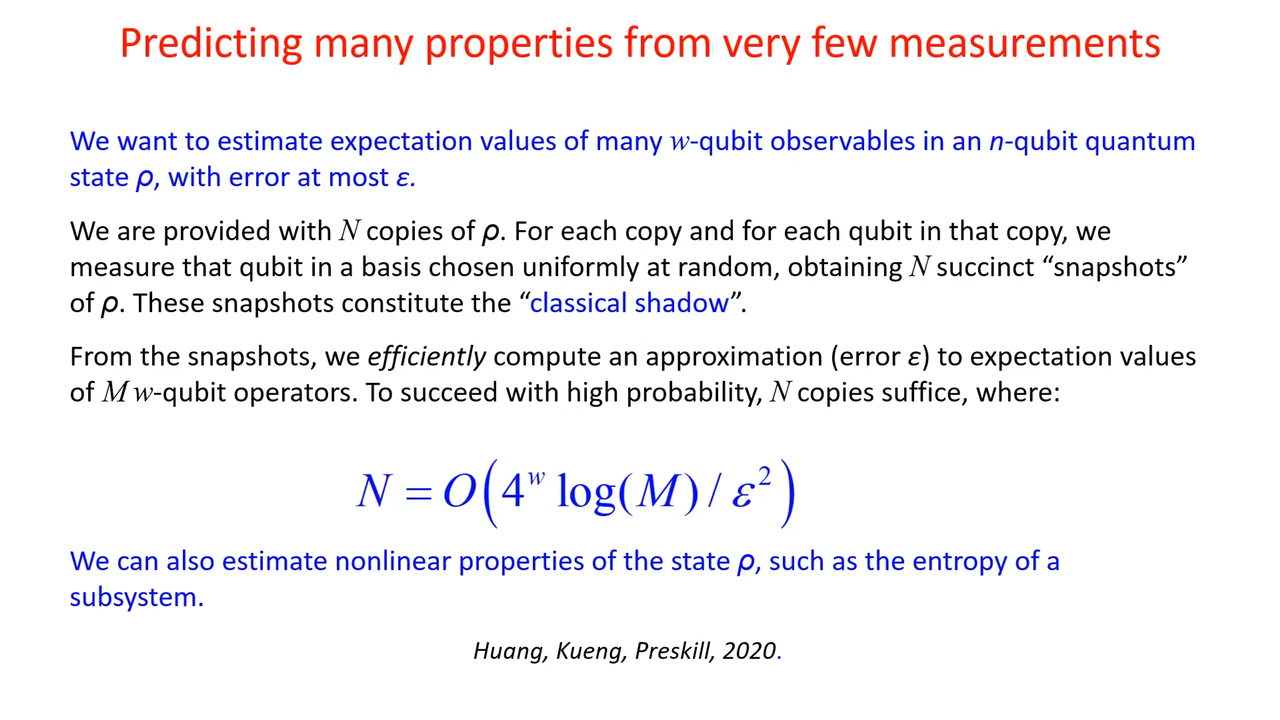 Predicting many properties from very few measurements
We want to estimate expectation values of many w-qubit observables in an n-qubit quantum
state ρ, with error at most ε.
We are provided with N copies of ρ. For each copy and for each qubit in that copy, we
measure that qubit in a basis chosen uniformly at random, obtaining N succinct “snapshots”
of ρ. These snapshots constitute the “classical shadow”.
From the snapshots, we efficiently compute an approximation (error ε) to expectation values
of M w-qubit operators. To succeed with high probability, N copies suffice, where:
N = O(4^w log(M) / ε^2)
We can also estimate nonlinear properties of the state ρ, such as the entropy of a
subsystem.
Huang, Kueng, Preskill, 2020.